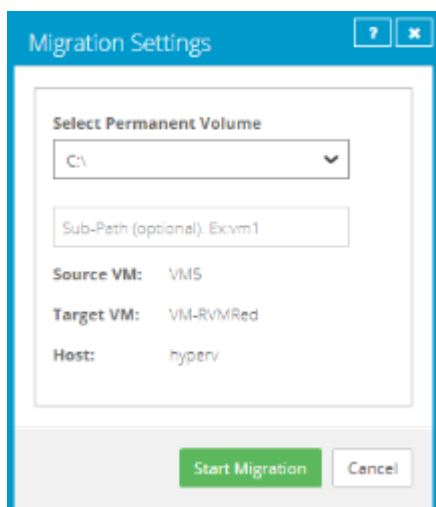 Migration Settings
? ×
Select Permanent Volume
C:\
Sub-Path (optional). Ex:vm1
Source VM: VM5
Target VM: VM-RVMRed
Host: hyperv
Start Migration Cancel